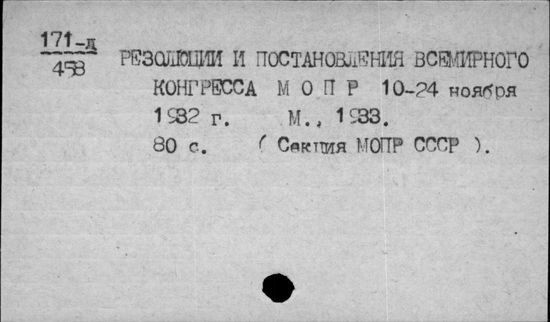 171-д
458
РЕЗОЛЮЦИИ И ПОСТАНОВЛЕНИЯ ВСЕМИРНОГО
КОНГРЕССА М О П Р 10-24 ноября
1932 г. М., 1933.
80 с. ( Секция МОПР СССР ).